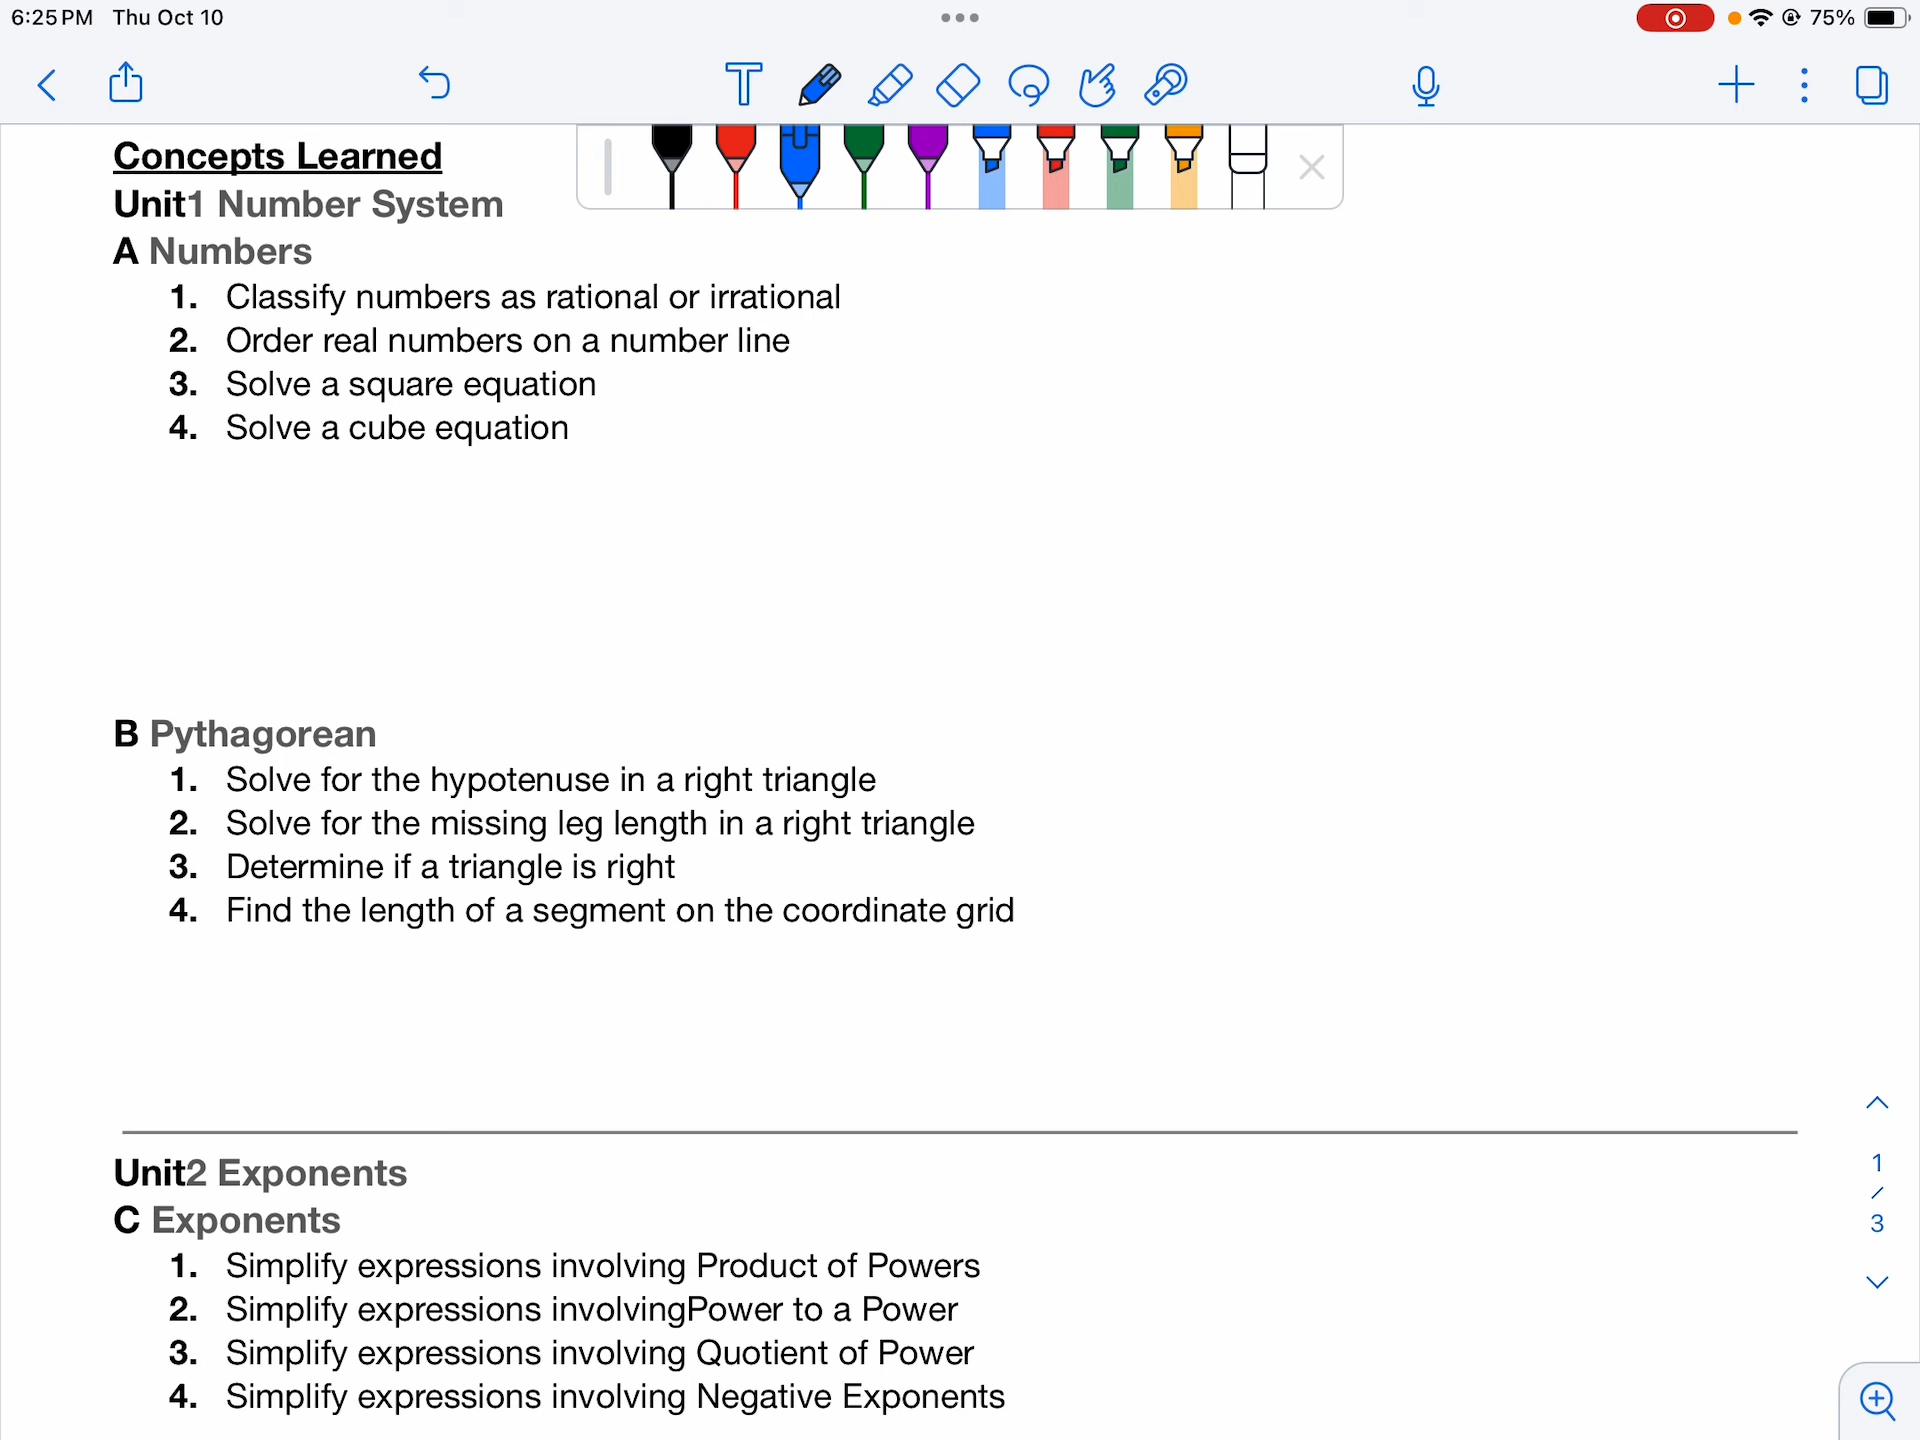 6:25 PM Thu Oct 10
75%
T
Concepts Learned
Unit1 Number System
A Numbers
1. Classify numbers as rational or irrational
2. Order real numbers on a number line
3. Solve a square equation
4. Solve a cube equation
B Pythagorean
1. Solve for the hypotenuse in a right triangle
2. Solve for the missing leg length in a right triangle
3. Determine if a triangle is right
4. Find the length of a segment on the coordinate grid
Unit2 Exponents
C Exponents
1. Simplify expressions involving Product of Powers
2. Simplify expressions involvingPower to a Power
3. Simplify expressions involving Quotient of Power
4. Simplify expressions involving Negative Exponents
1
/
3